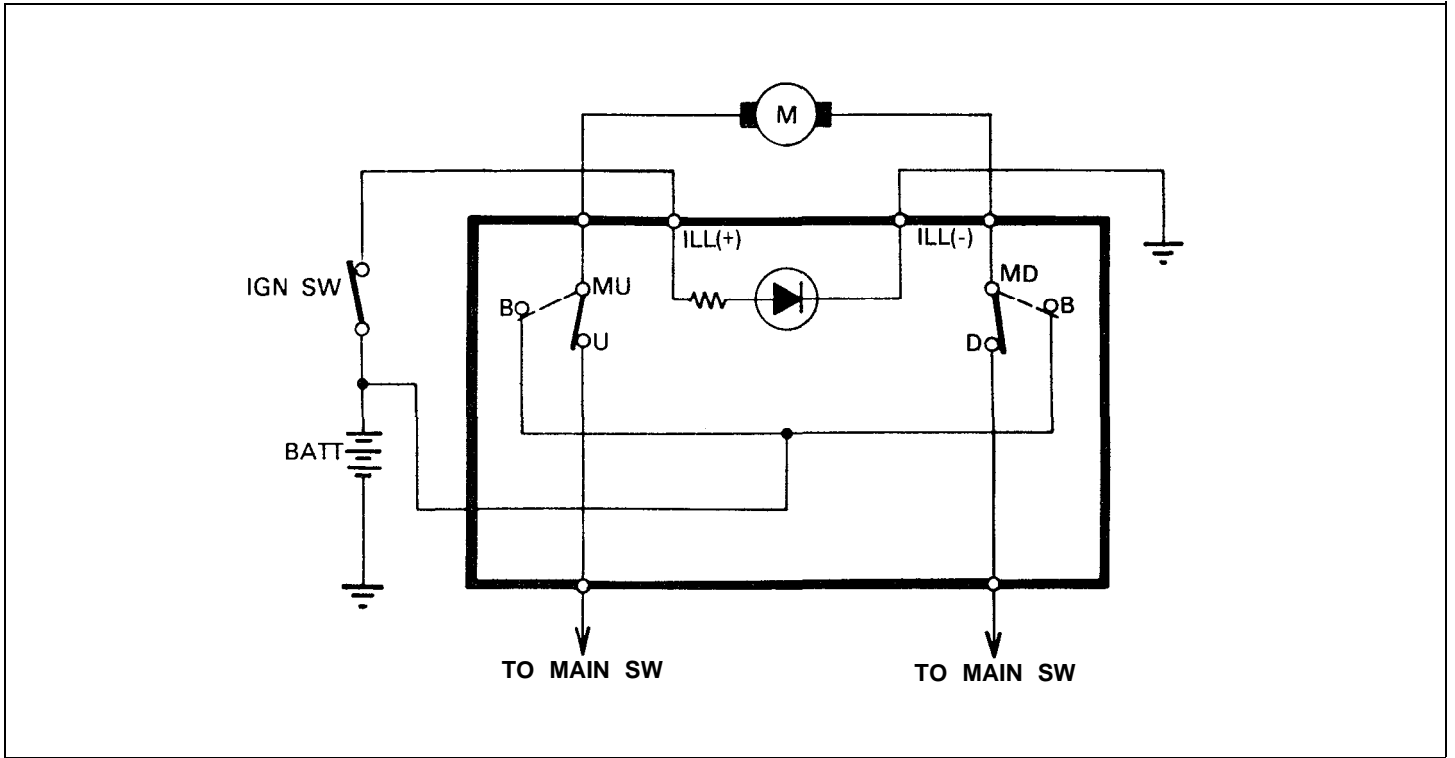 M
ILL(+)
ILL(-)
IGN SW
MU
MD
B
B
U
D
BATT
TO MAIN SW
TO MAIN SW